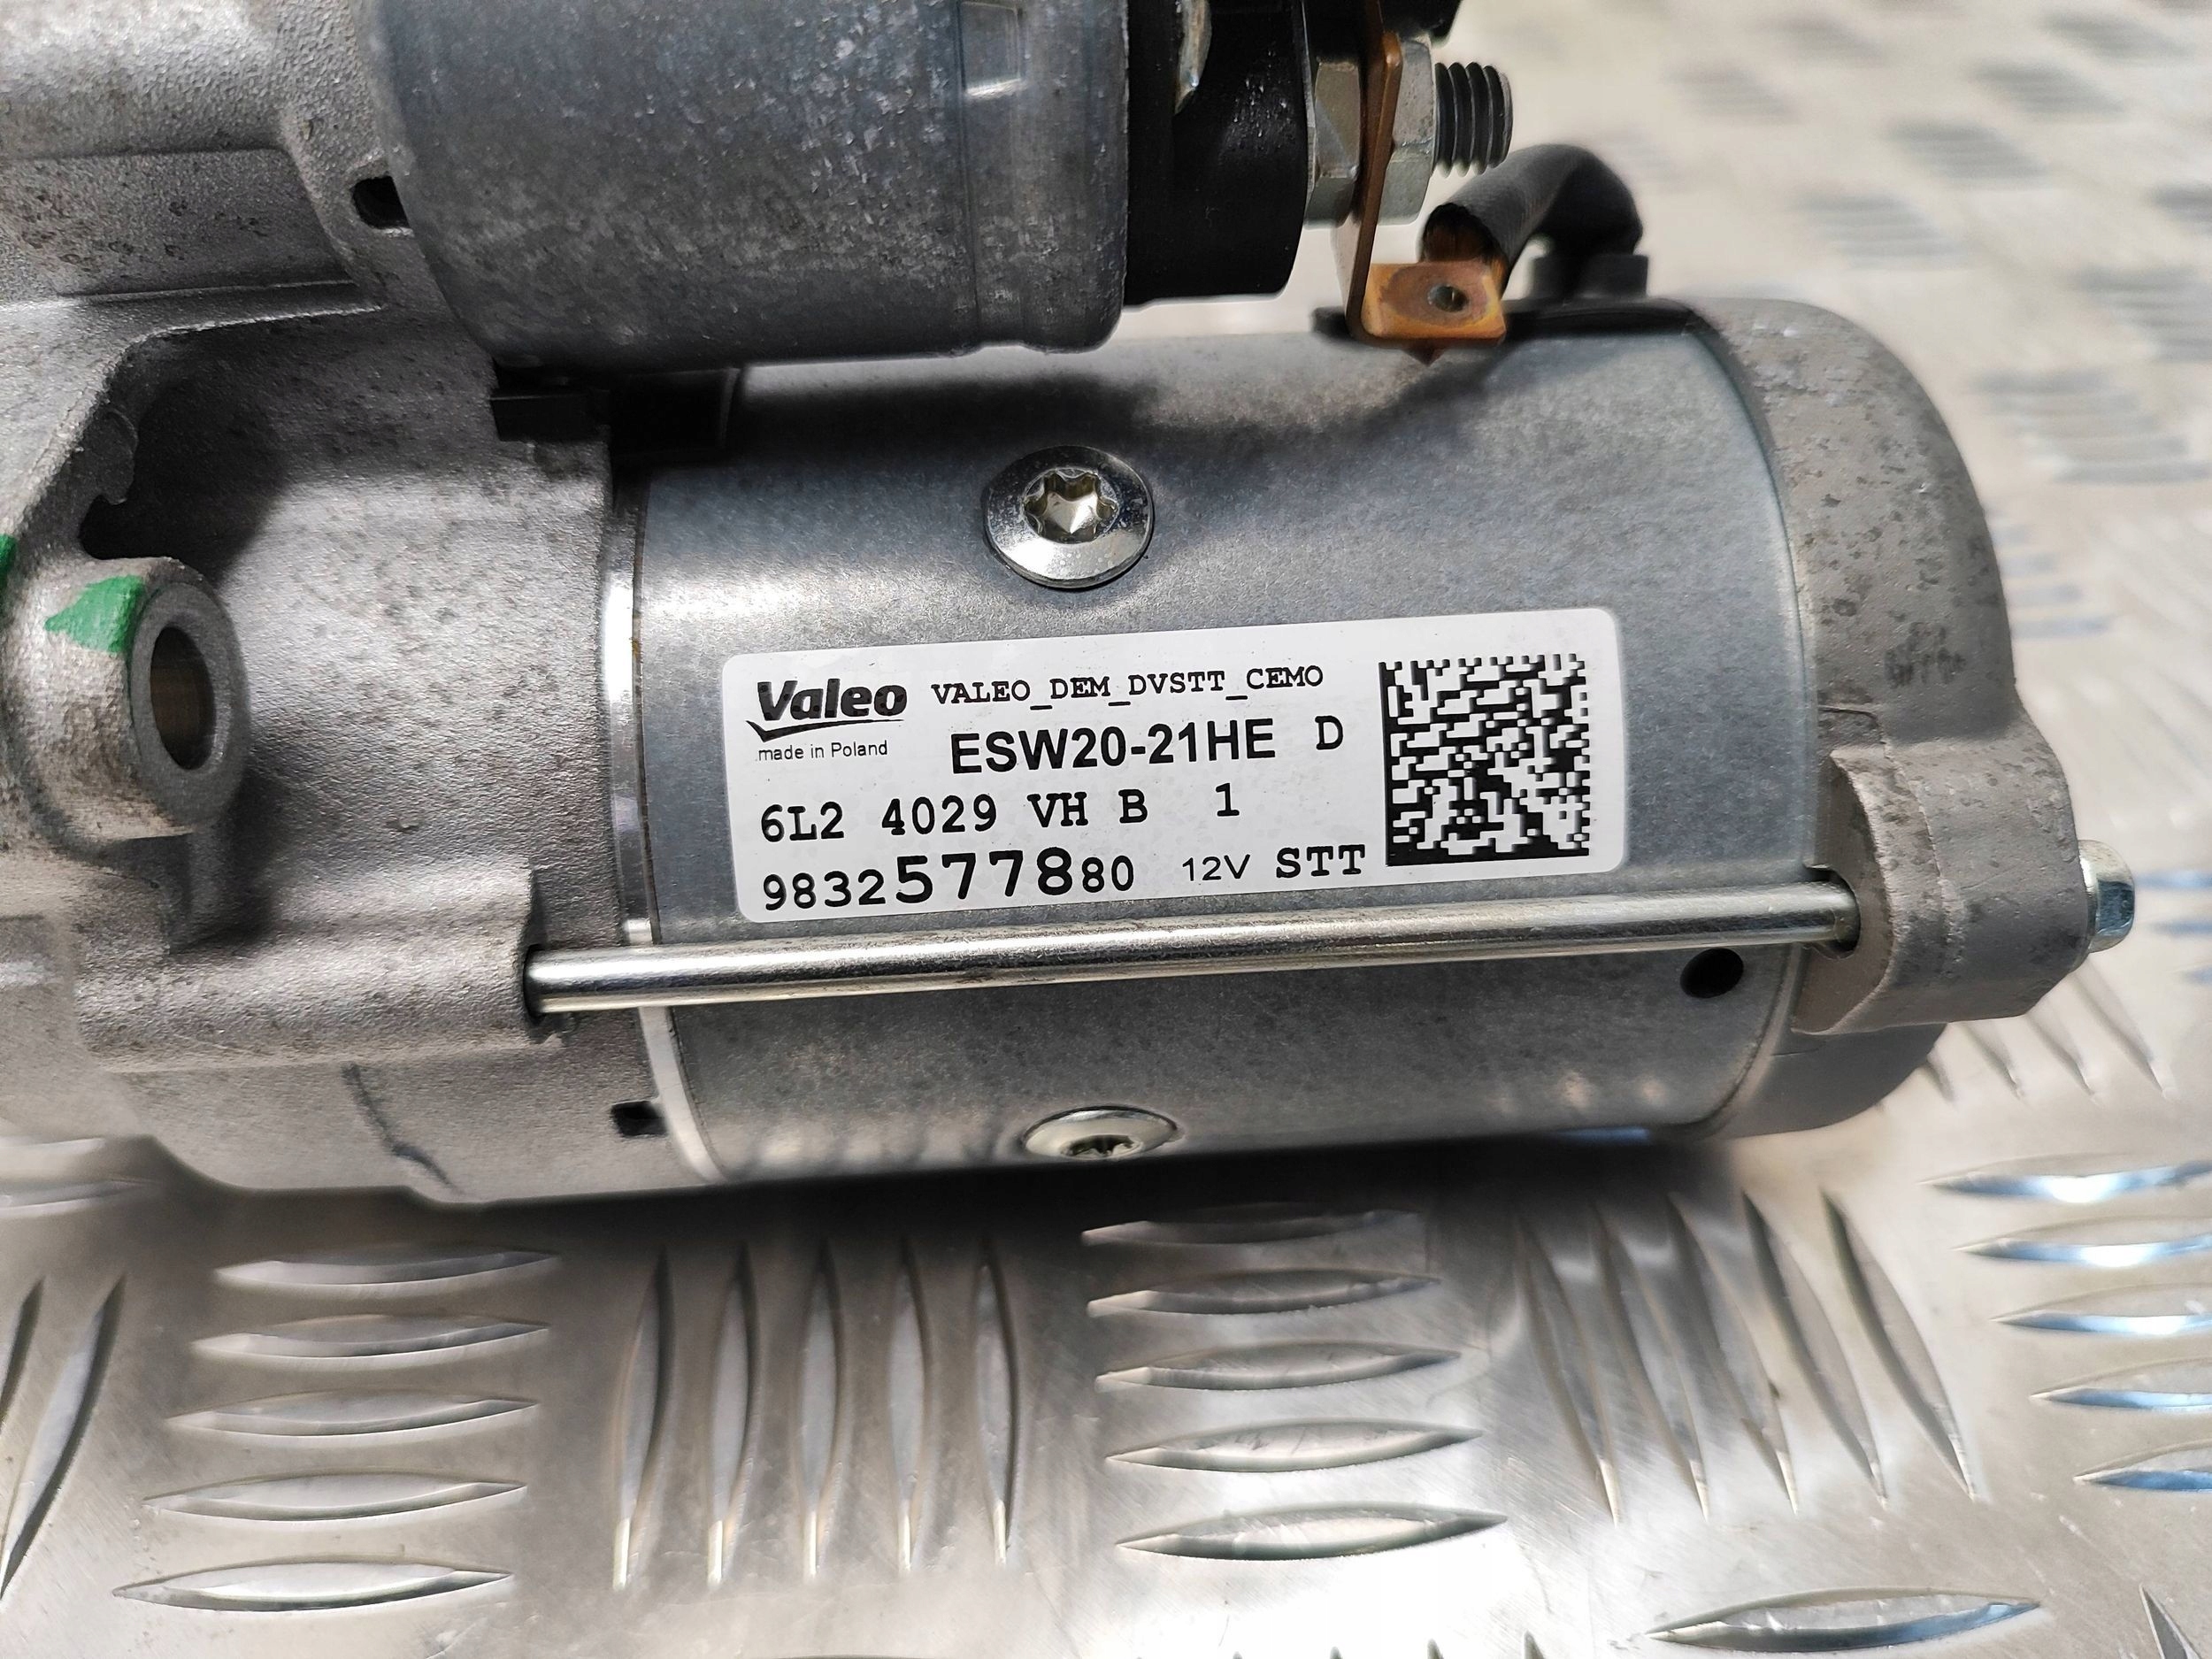 Valeo VALEO_DEM_DVSTT_CEMO
made in Poland ESW20-21HE D
6L2 4029 VH B 1
9832577880 12V STT